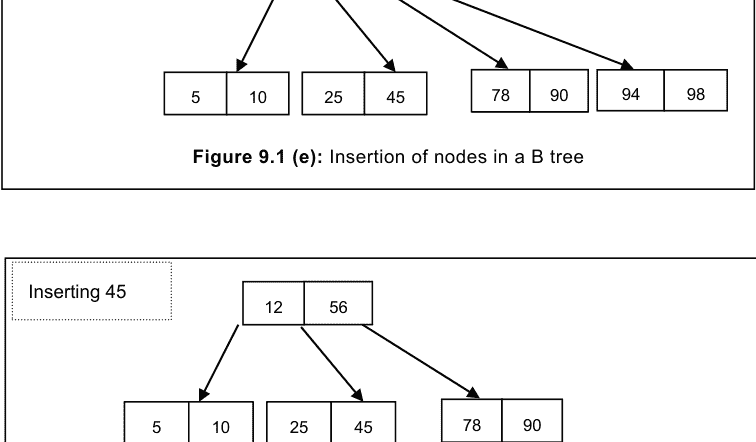 5 10 25 45 78 90 94 98
Figure 9.1 (e): Insertion of nodes in a B tree
Inserting 45
12 56
5 10 25 45 78 90